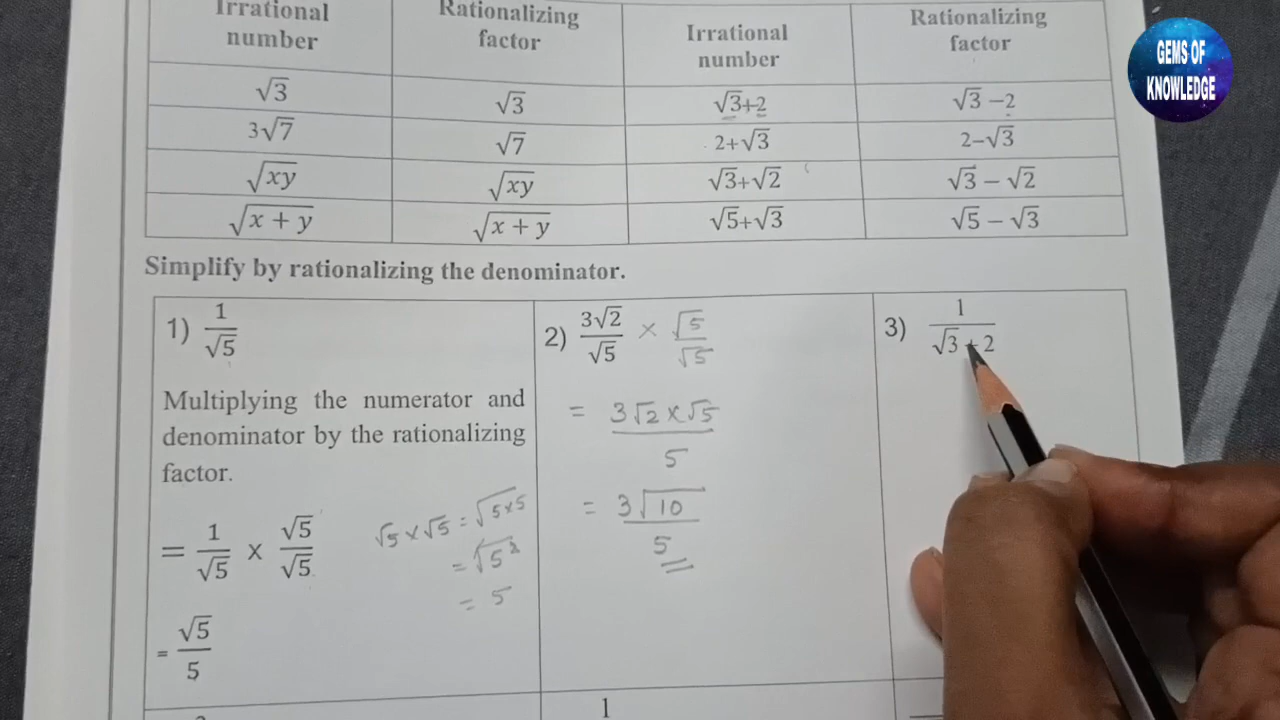 Irrational number | Rationalizing factor | Irrational number | Rationalizing factor
√3 | √3 | √3+2 | √3 −2
3√7 | √7 | 2+√3 | 2−√3
√xy | √xy | √3+√2 | √3 − √2
√x + y | √x + y | √5+√3 | √5 − √3
Simplify by rationalizing the denominator.
1) 1/√5
Multiplying the numerator and
denominator by the rationalizing
factor.
= 1/√5 x √5/√5
√5 x √5 = √5x5
= √5²
= 5
= √5/5
2) 3√2/√5 × √5/√5
= 3√2 x √5/5
= 3√10/5
3) 1/√3 + 2
1
GEMS OF
KNOWLEDGE